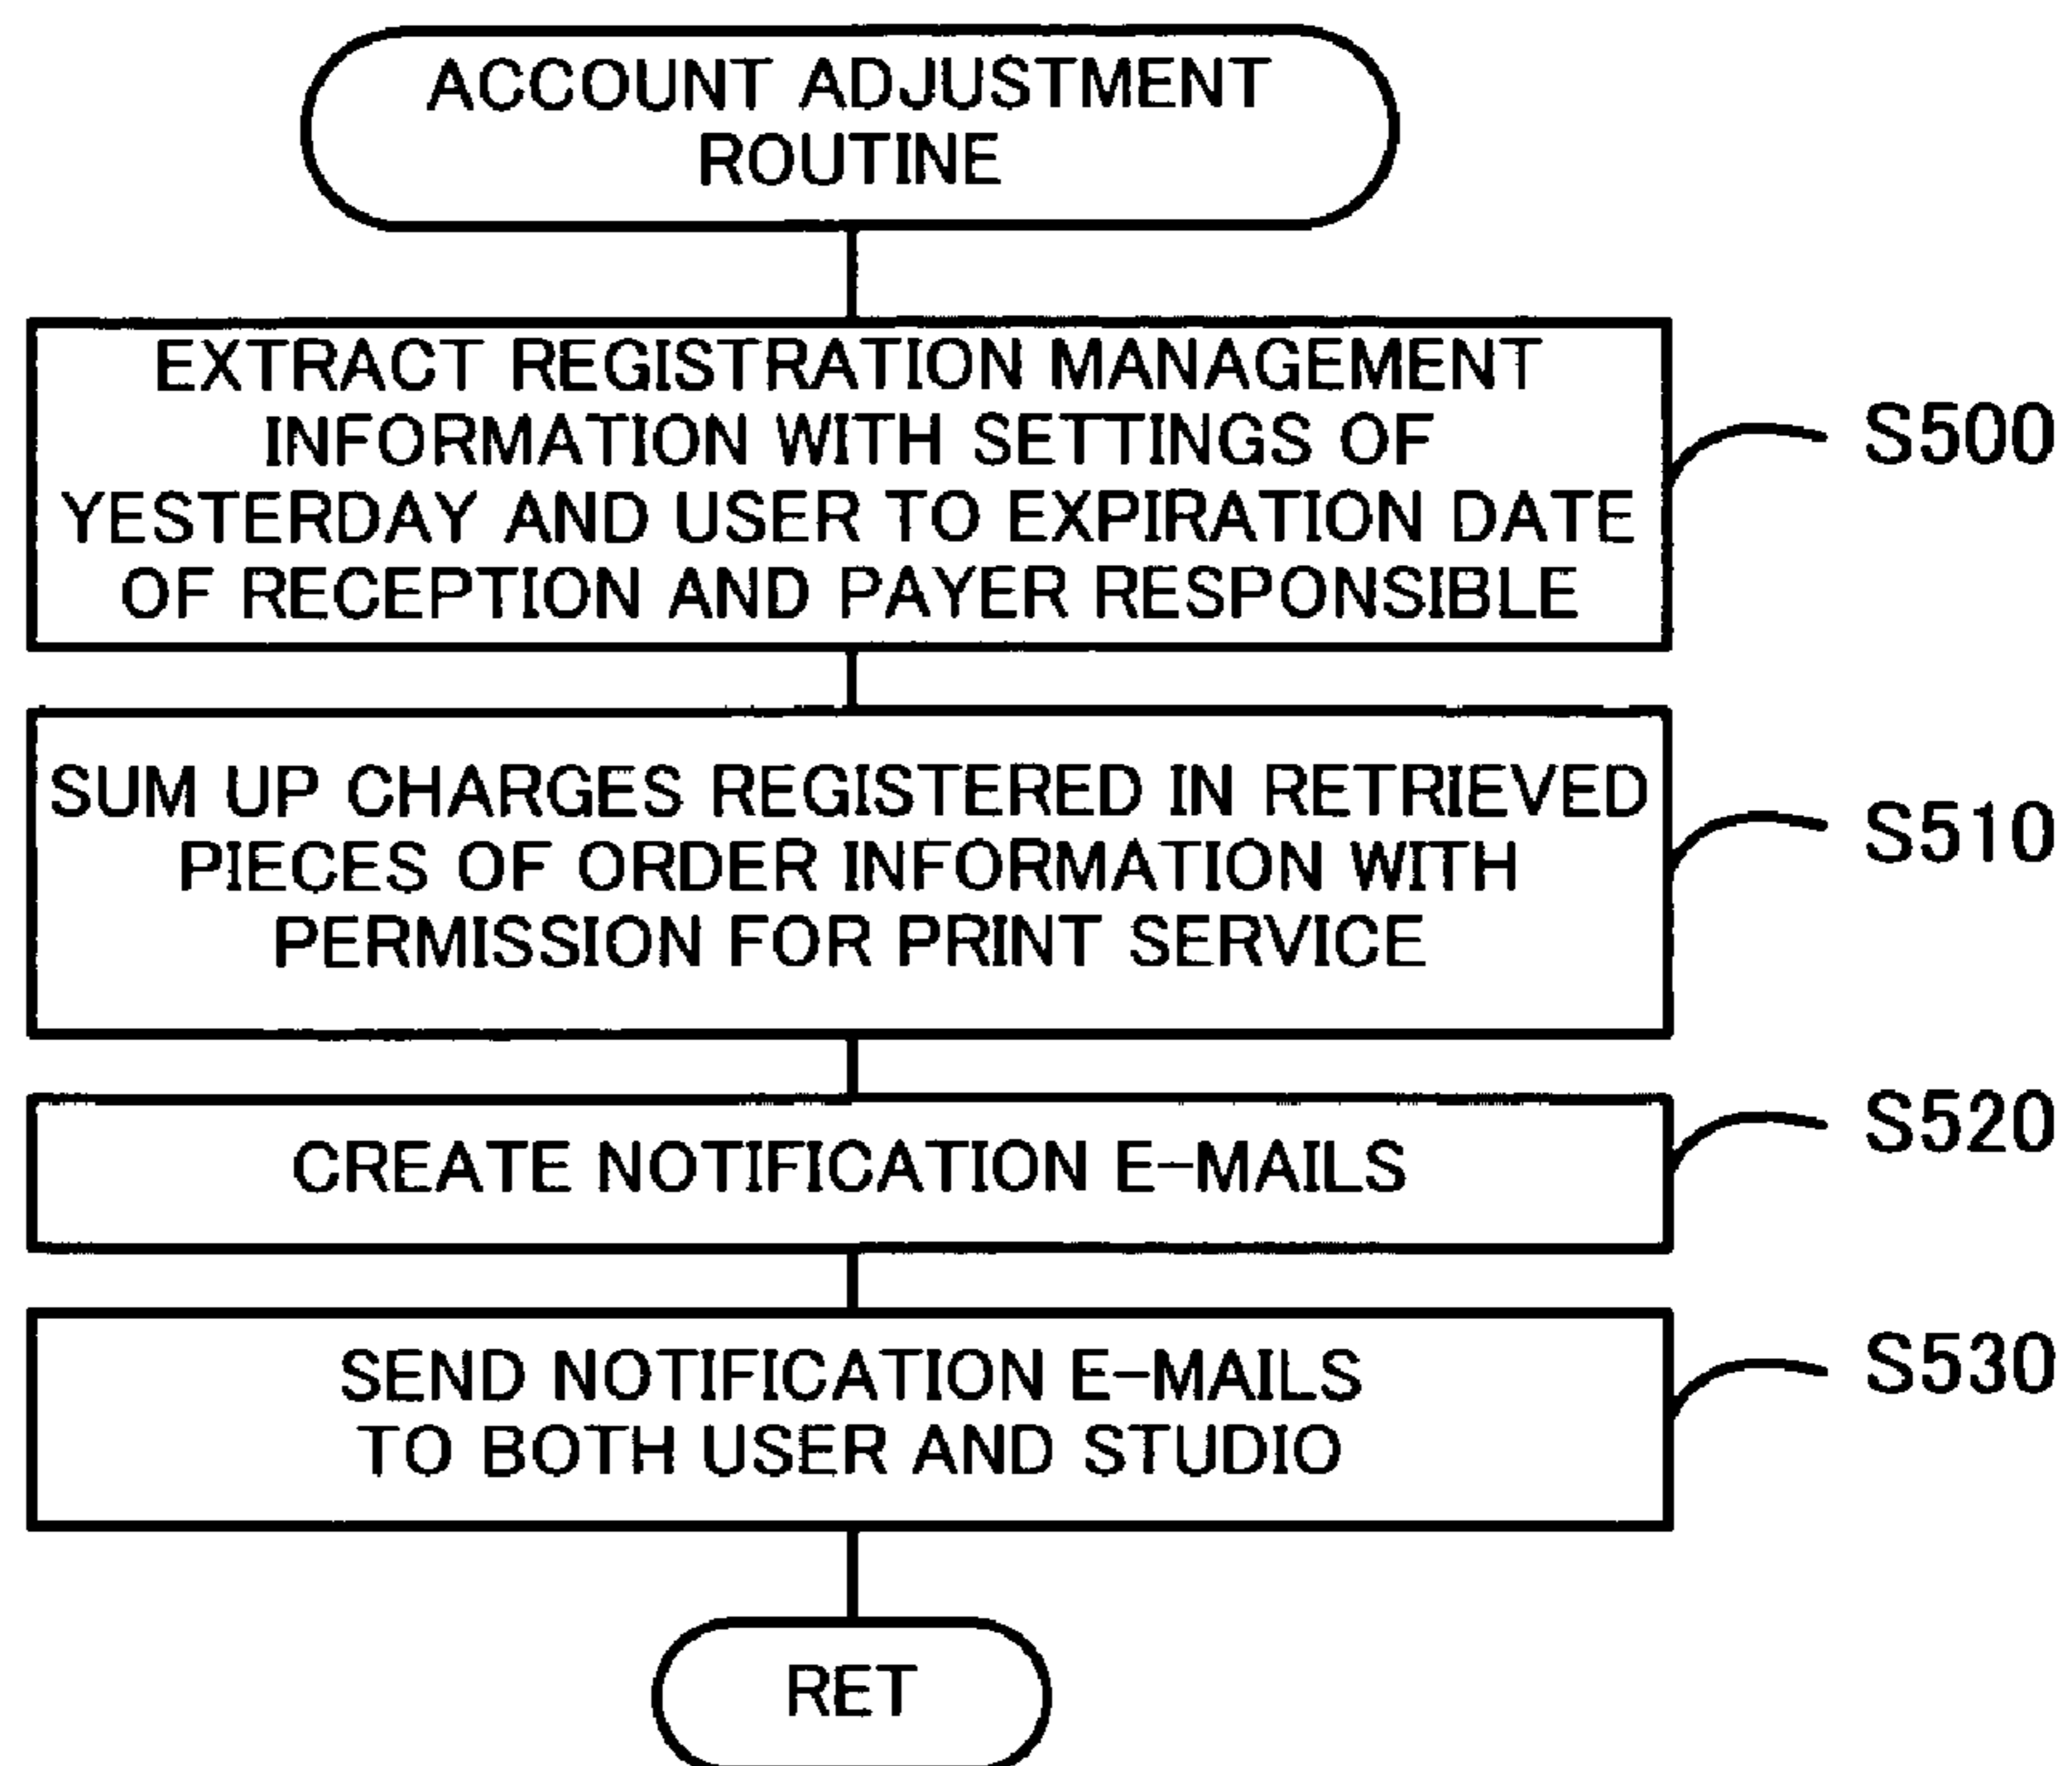 ACCOUNT ADJUSTMENT
ROUTINE
EXTRACT REGISTRATION MANAGEMENT
INFORMATION WITH SETTINGS OF
YESTERDAY AND USER TO EXPIRATION DATE
OF RECEPTION AND PAYER RESPONSIBLE
S500
SUM UP CHARGES REGISTERED IN RETRIEVED
PIECES OF ORDER INFORMATION WITH
PERMISSION FOR PRINT SERVICE
S510
CREATE NOTIFICATION E-MAILS
S520
SEND NOTIFICATION E-MAILS
TO BOTH USER AND STUDIO
S530
RET